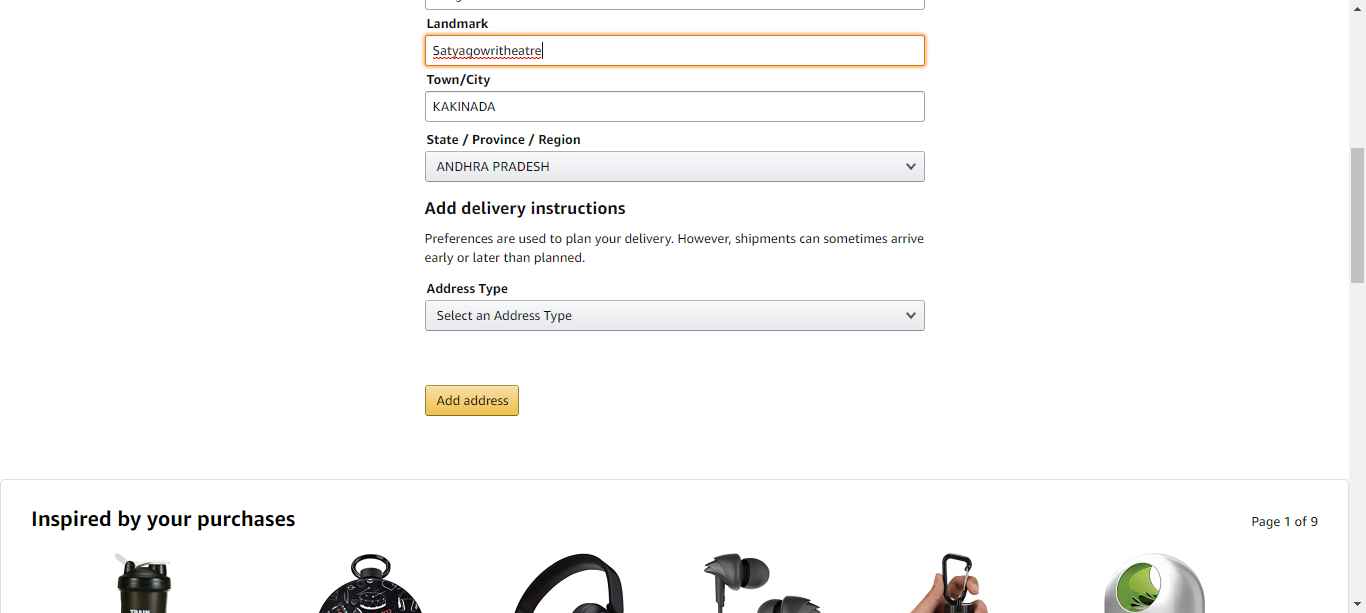 Landmark
Satyagowritheatre
Town/City
KAKINADA
State / Province / Region
ANDHRA PRADESH
Add delivery instructions
Preferences are used to plan your delivery. However, shipments can sometimes arrive
early or later than planned.
Address Type
Select an Address Type
Add address
Inspired by your purchases
Page 1 of 9
TRAIN